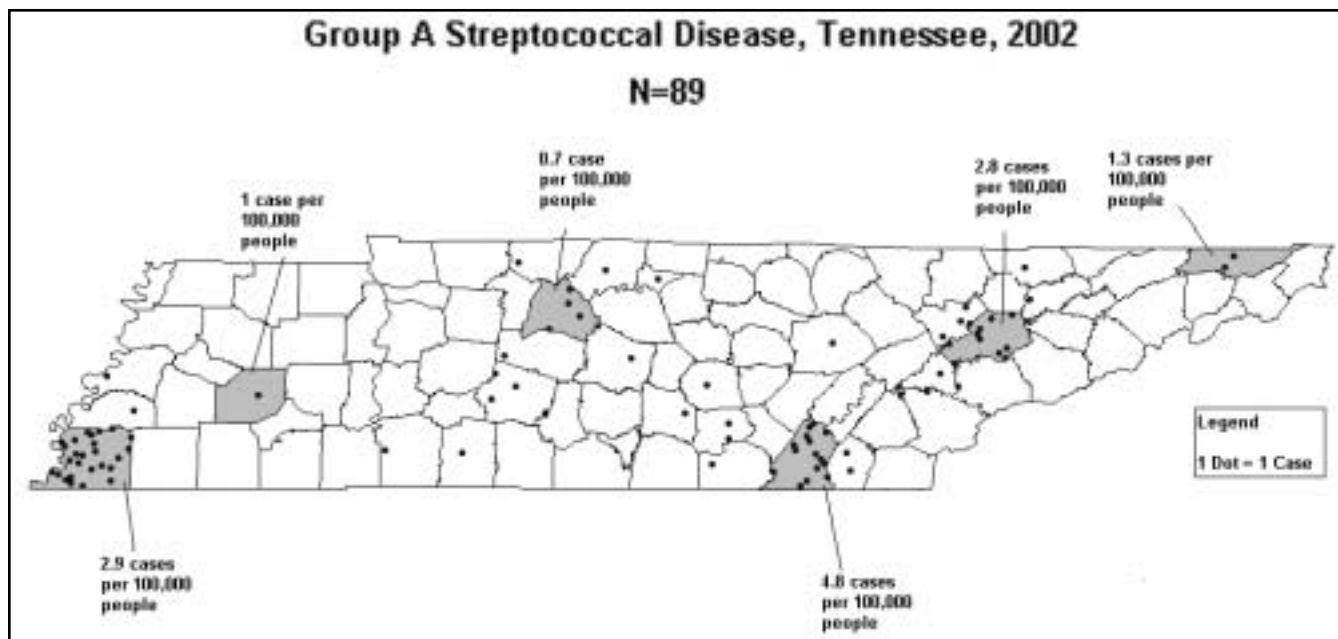 Group A Streptococcal Disease, Tennessee, 2002
N=89
0.7 case
per 100,000
people
2.8 cases
per 100,000
people
1.3 cases per
100,000
people
1 case per
100,000
people
Legend
1 Dot = 1 Case
2.9 cases
per 100,000
people
4.8 cases
per 100,000
people